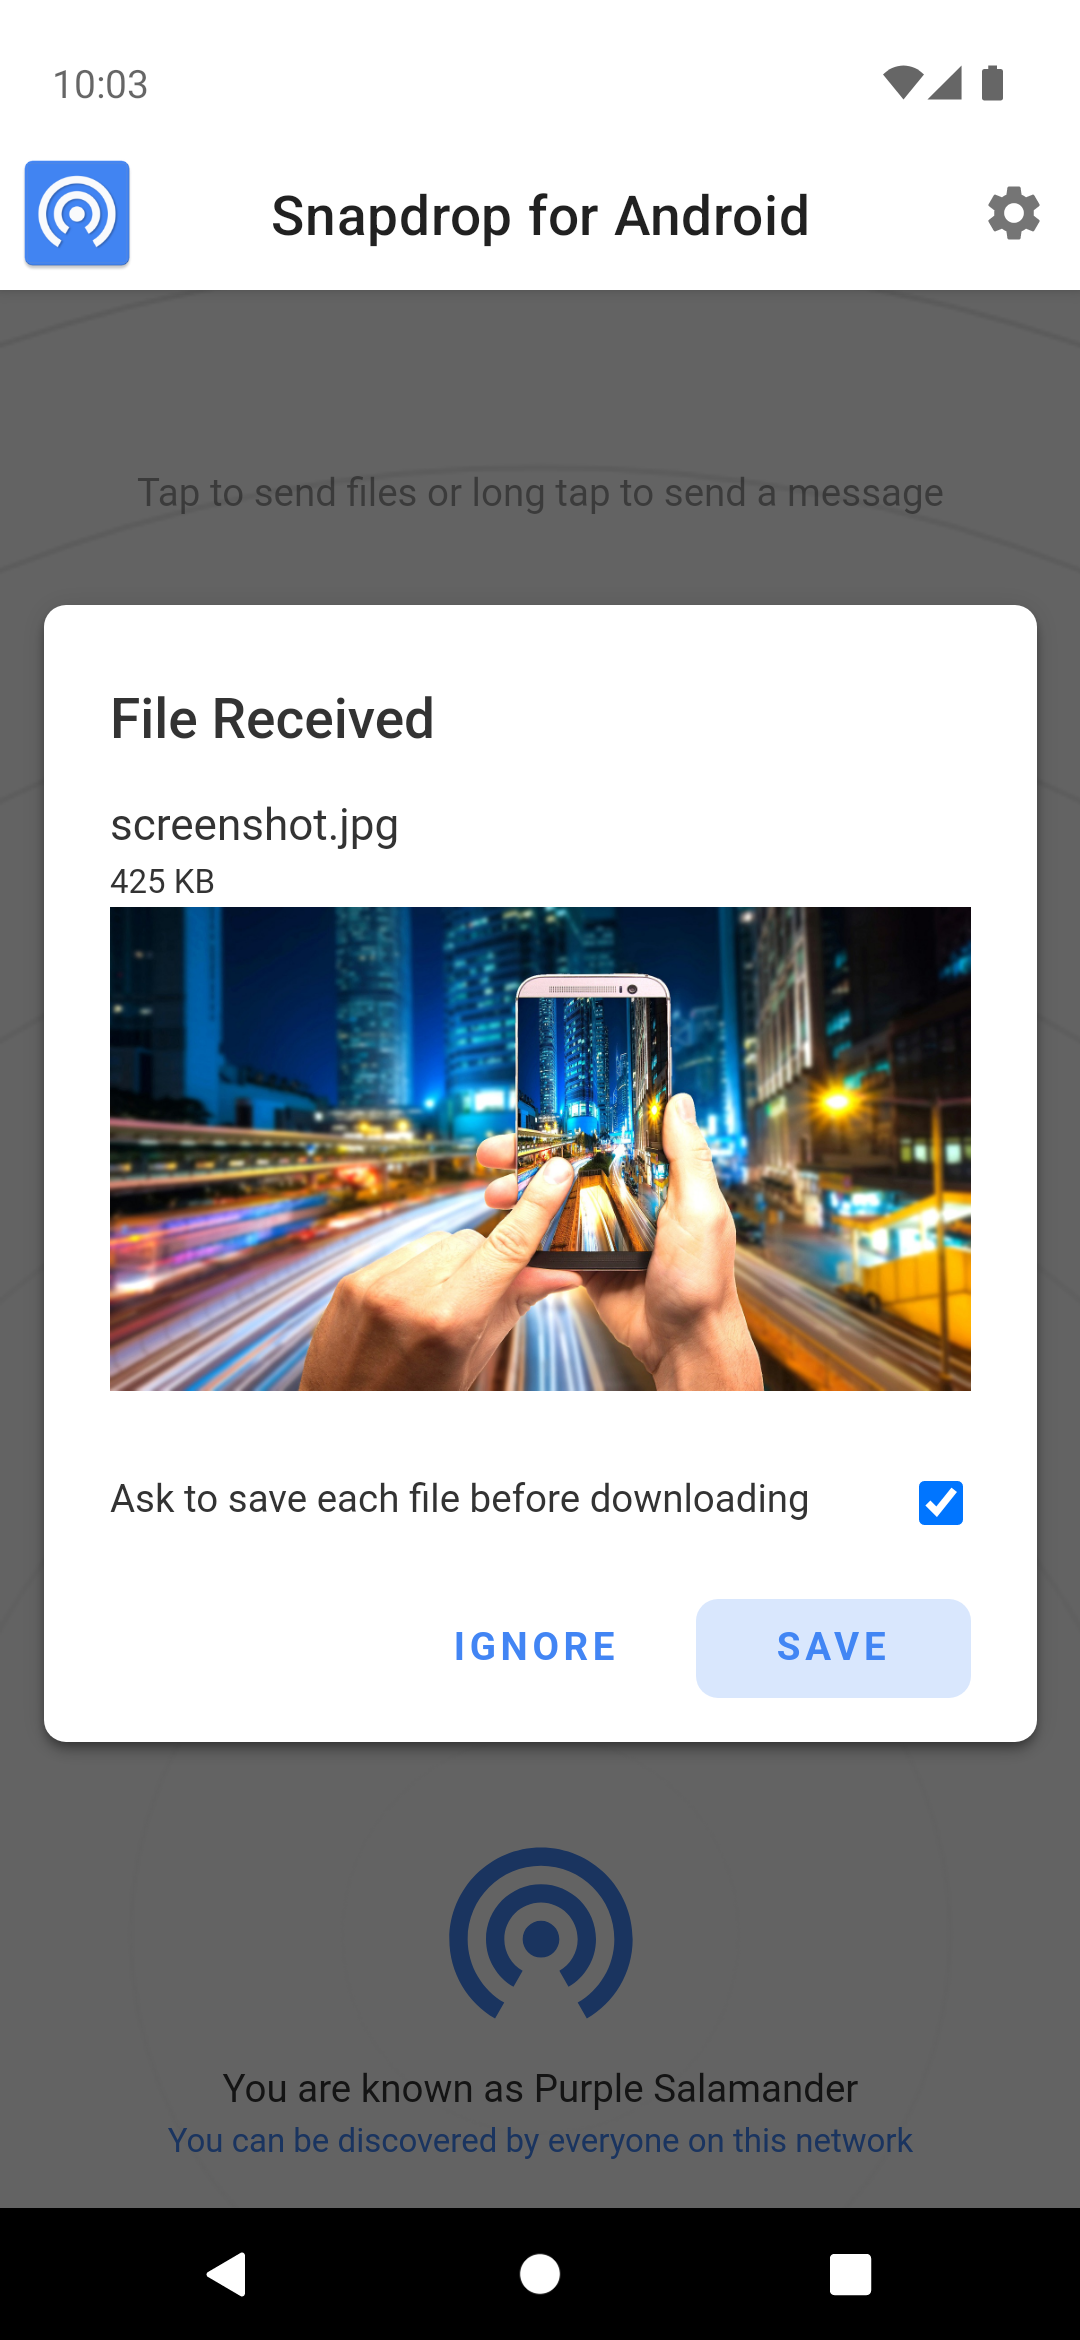 10:03
Snapdrop for Android
Tap to send files or long tap to send a message
File Received
screenshot.jpg
425 KB
Ask to save each file before downloading
IGNORE
SAVE
You are known as Purple Salamander
You can be discovered by everyone on this network